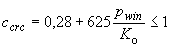 c_crc = 0,28 + 625 p_win / K_o ≤ 1